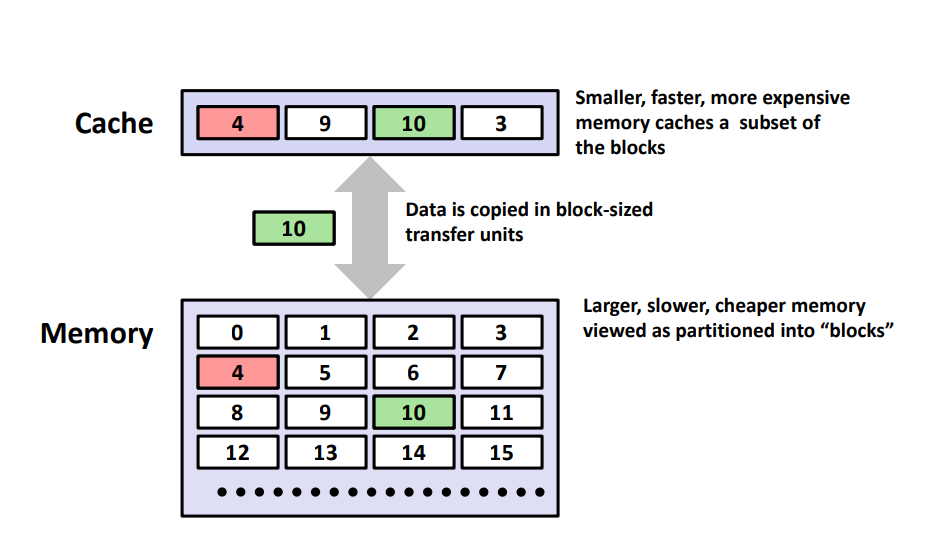 Cache
4 9 10 3
Smaller, faster, more expensive
memory caches a subset of
the blocks
10
Data is copied in block-sized
transfer units
Memory
0 1 2 3
4 5 6 7
8 9 10 11
12 13 14 15
Larger, slower, cheaper memory
viewed as partitioned into “blocks”